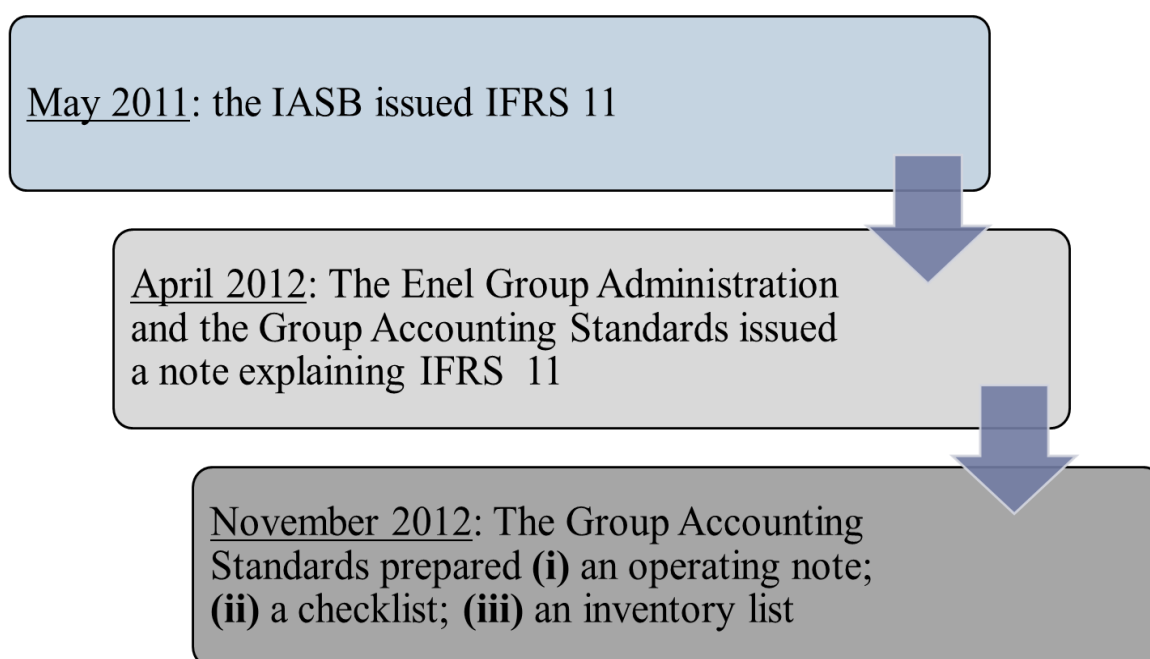 May 2011: the IASB issued IFRS 11
April 2012: The Enel Group Administration
and the Group Accounting Standards issued
a note explaining IFRS 11
November 2012: The Group Accounting
Standards prepared (i) an operating note;
(ii) a checklist; (iii) an inventory list